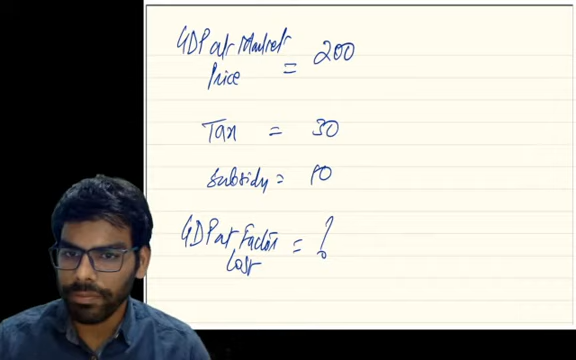 GDP at Market
Price = 200
Tax = 30
Subsidy = 10
GDP at Factor
Cost = ?